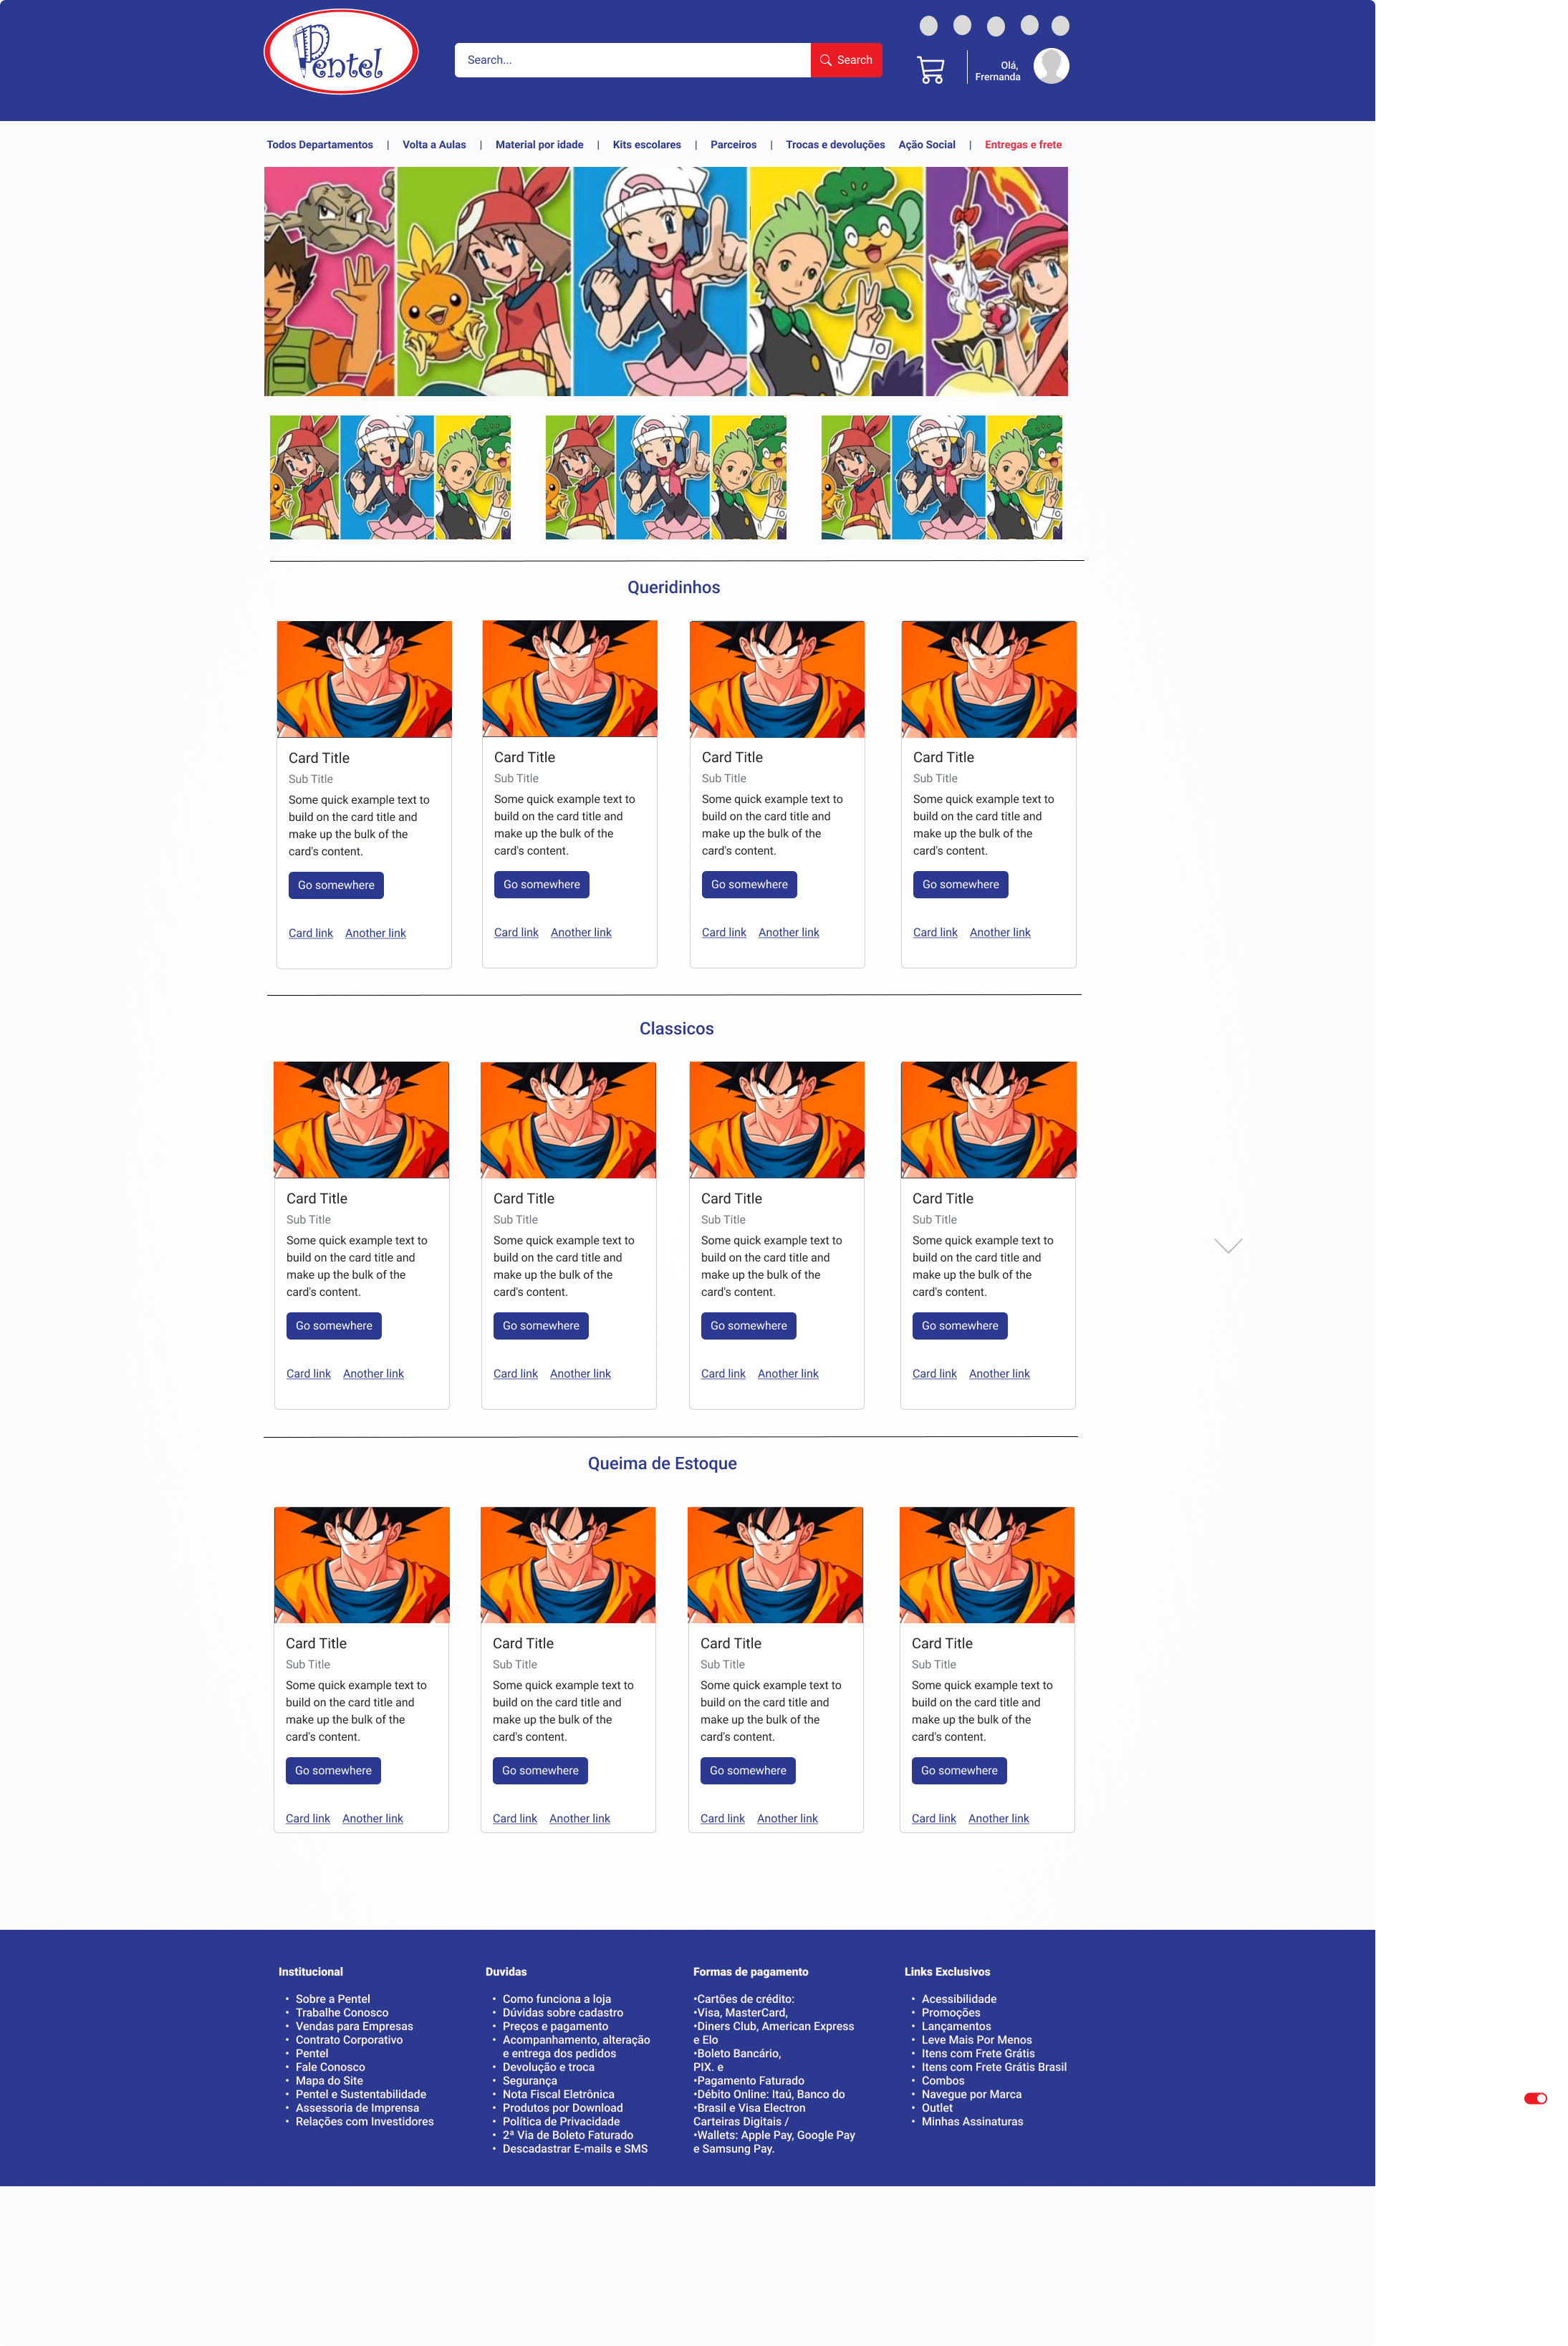 Pentel
Search...
Search
Olá,
Frernanda
Todos Departamentos | Volta a Aulas | Material por idade | Kits escolares | Parceiros | Trocas e devoluções Ação Social | Entregas e frete
Queridinhos
Card Title
Sub Title
Some quick example text to
build on the card title and
make up the bulk of the
card's content.
Go somewhere
Card link Another link
Card Title
Sub Title
Some quick example text to
build on the card title and
make up the bulk of the
card's content.
Go somewhere
Card link Another link
Card Title
Sub Title
Some quick example text to
build on the card title and
make up the bulk of the
card's content.
Go somewhere
Card link Another link
Card Title
Sub Title
Some quick example text to
build on the card title and
make up the bulk of the
card's content.
Go somewhere
Card link Another link
Classicos
Card Title
Sub Title
Some quick example text to
build on the card title and
make up the bulk of the
card's content.
Go somewhere
Card link Another link
Card Title
Sub Title
Some quick example text to
build on the card title and
make up the bulk of the
card's content.
Go somewhere
Card link Another link
Card Title
Sub Title
Some quick example text to
build on the card title and
make up the bulk of the
card's content.
Go somewhere
Card link Another link
Card Title
Sub Title
Some quick example text to
build on the card title and
make up the bulk of the
card's content.
Go somewhere
Card link Another link
Queima de Estoque
Card Title
Sub Title
Some quick example text to
build on the card title and
make up the bulk of the
card's content.
Go somewhere
Card link Another link
Card Title
Sub Title
Some quick example text to
build on the card title and
make up the bulk of the
card's content.
Go somewhere
Card link Another link
Card Title
Sub Title
Some quick example text to
build on the card title and
make up the bulk of the
card's content.
Go somewhere
Card link Another link
Card Title
Sub Title
Some quick example text to
build on the card title and
make up the bulk of the
card's content.
Go somewhere
Card link Another link
Institucional
• Sobre a Pentel
• Trabalhe Conosco
• Vendas para Empresas
• Contrato Corporativo
• Pentel
• Fale Conosco
• Mapa do Site
• Pentel e Sustentabilidade
• Assessoria de Imprensa
• Relações com Investidores
Duvidas
• Como funciona a loja
• Dúvidas sobre cadastro
• Preços e pagamento
• Acompanhamento, alteração
e entrega dos pedidos
• Devolução e troca
• Segurança
• Nota Fiscal Eletrônica
• Produtos por Download
• Política de Privacidade
• 2ª Via de Boleto Faturado
• Descadastrar E-mails e SMS
Formas de pagamento
•Cartões de crédito:
•Visa, MasterCard,
•Diners Club, American Express
e Elo
•Boleto Bancário,
PIX. e
•Pagamento Faturado
•Débito Online: Itaú, Banco do
•Brasil e Visa Electron
Carteiras Digitais /
•Wallets: Apple Pay, Google Pay
e Samsung Pay.
Links Exclusivos
• Acessibilidade
• Promoções
• Lançamentos
• Leve Mais Por Menos
• Itens com Frete Grátis
• Itens com Frete Grátis Brasil
• Combos
• Navegue por Marca
• Outlet
• Minhas Assinaturas